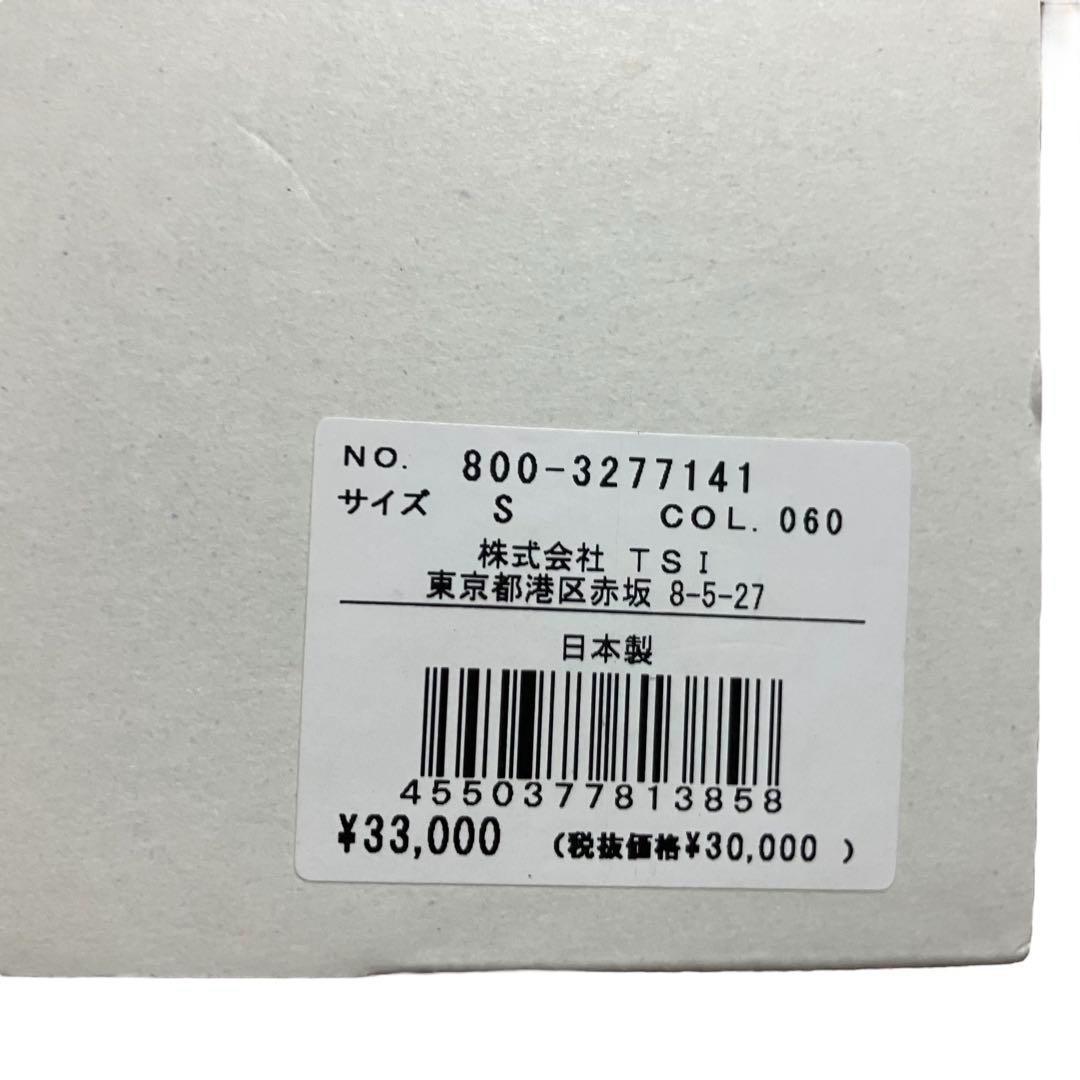 NO. 800-3277141
サイズ S COL. 060
株式会社 TSI
東京都港区赤坂 8-5-27
日本製
4550377813858
¥33,000 (税抜価格¥30,000 )